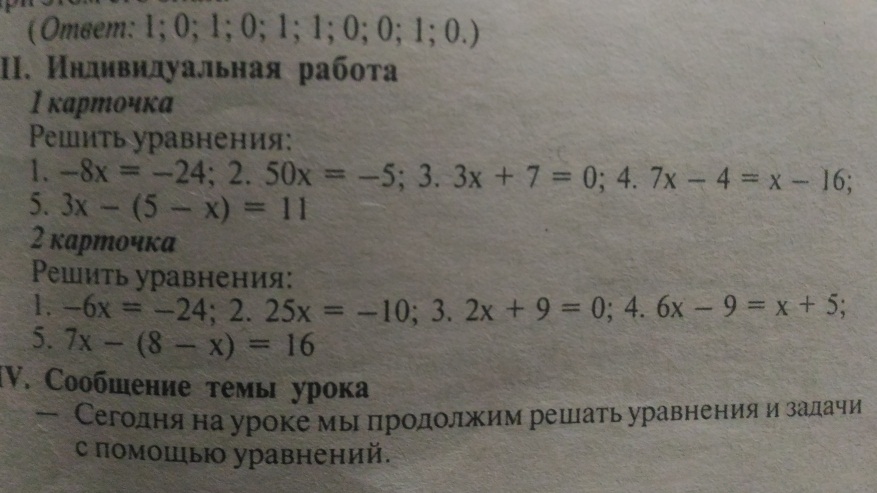 (Ответ: 1; 0; 1; 0; 1; 1; 0; 0; 1; 0.)
II. Индивидуальная работа
1 карточка
Решить уравнения:
1. −8x = −24; 2. 50x = −5; 3. 3x + 7 = 0; 4. 7x − 4 = x − 16;
5. 3x − (5 − x) = 11
2 карточка
Решить уравнения:
1. −6x = −24; 2. 25x = −10; 3. 2x + 9 = 0; 4. 6x − 9 = x + 5;
5. 7x − (8 − x) = 16
IV. Сообщение темы урока
— Сегодня на уроке мы продолжим решать уравнения и задачи
с помощью уравнений.